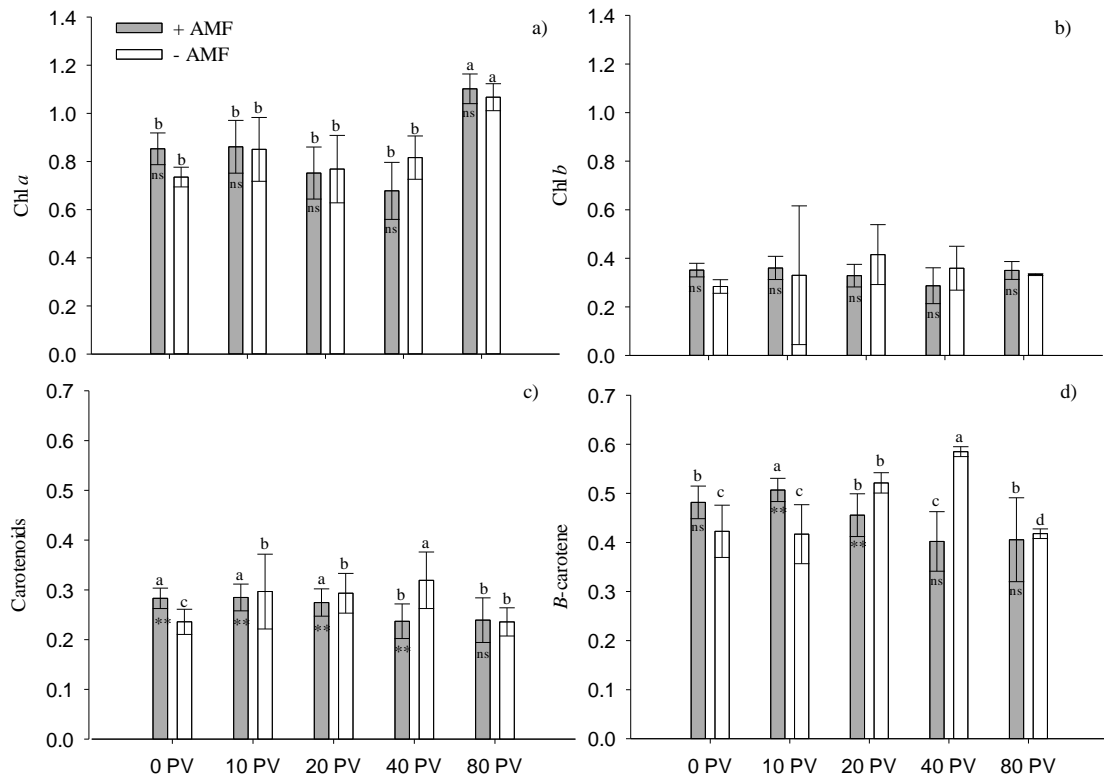 + AMF
- AMF
a)
Chl a
1.4
1.2
1.0
0.8
0.6
0.4
0.2
0.0
b b b b b b b b a a
ns ns ns ns ns
b)
Chl b
1.4
1.2
1.0
0.8
0.6
0.4
0.2
0.0
ns ns ns ns ns
c)
Carotenoids
0.7
0.6
0.5
0.4
0.3
0.2
0.1
0.0
a c a b a b b a b b
** ** ** ** ns
0 PV 10 PV 20 PV 40 PV 80 PV
d)
B-carotene
0.7
0.6
0.5
0.4
0.3
0.2
0.1
0.0
b c a c b b c a b d
ns ** ** ns ns
0 PV 10 PV 20 PV 40 PV 80 PV